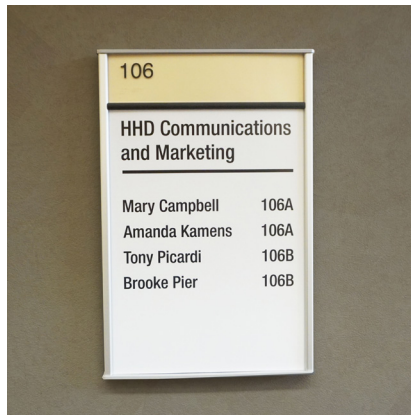 106
HHD Communications
and Marketing
Mary Campbell 106A
Amanda Kamens 106A
Tony Picardi 106B
Brooke Pier 106B